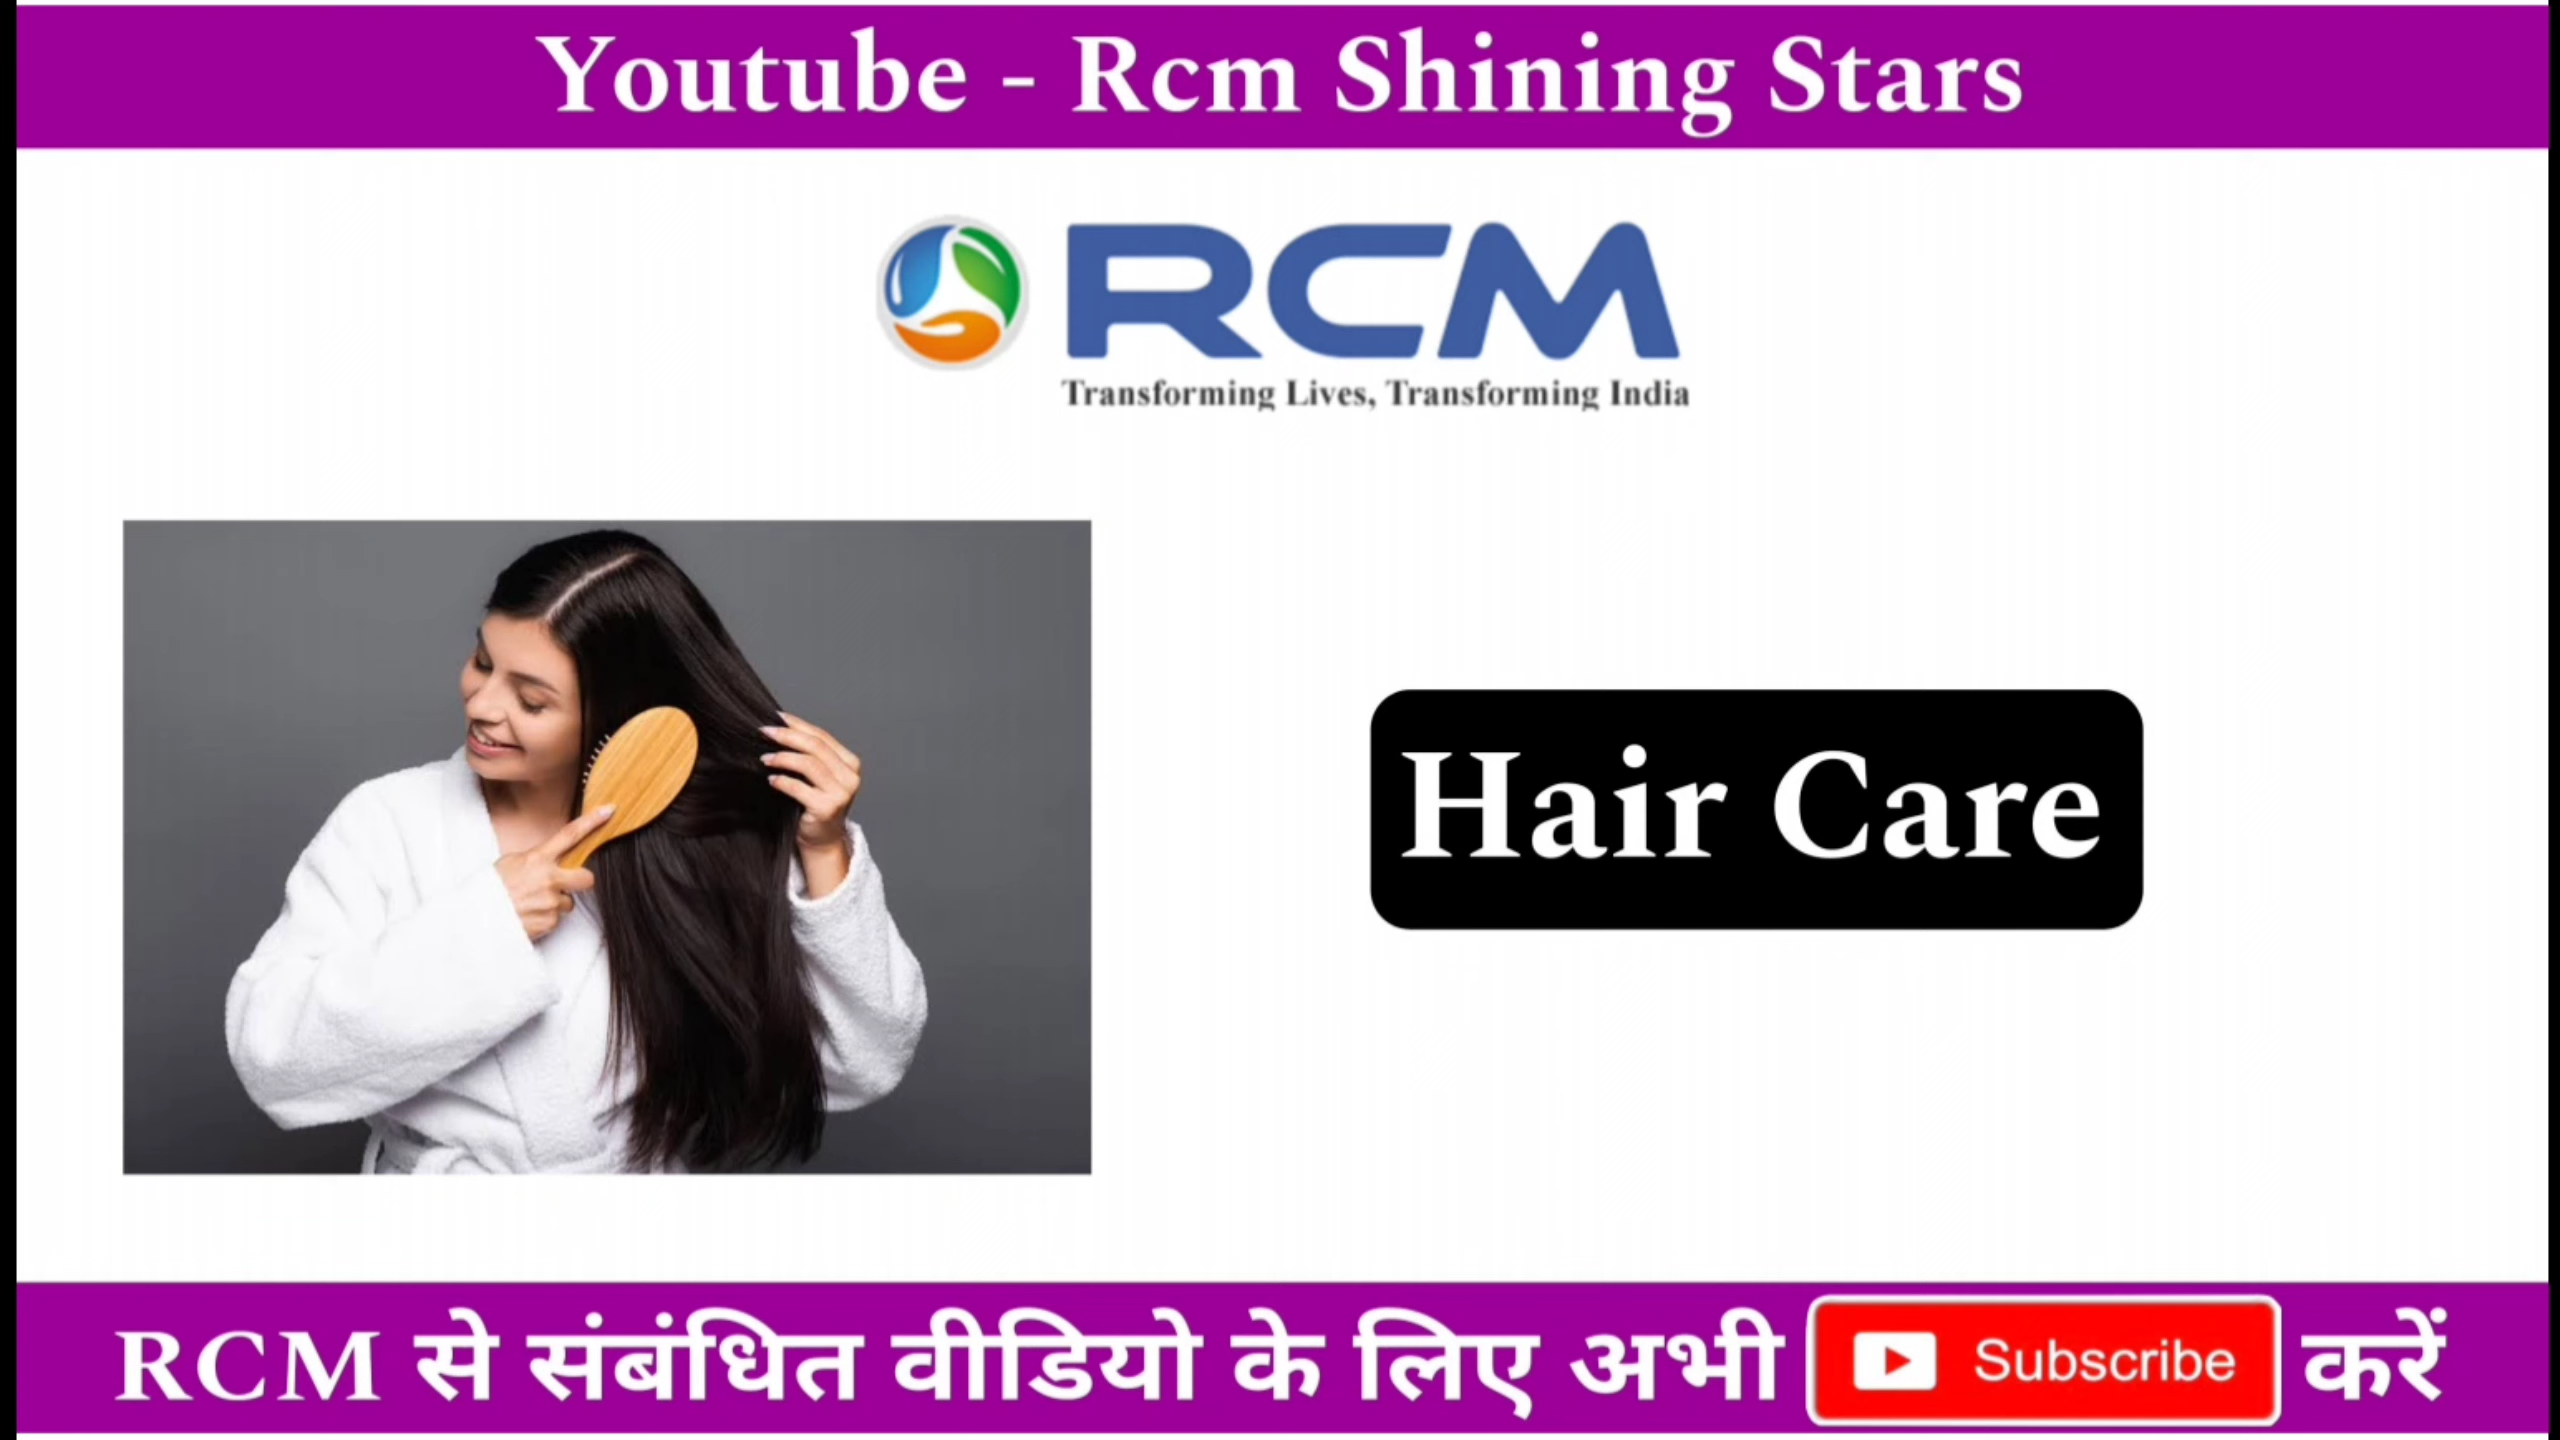 Youtube - Rcm Shining Stars
RCM
Transforming Lives, Transforming India
Hair Care
RCM से संबंधित वीडियो के लिए अभी Subscribe करें